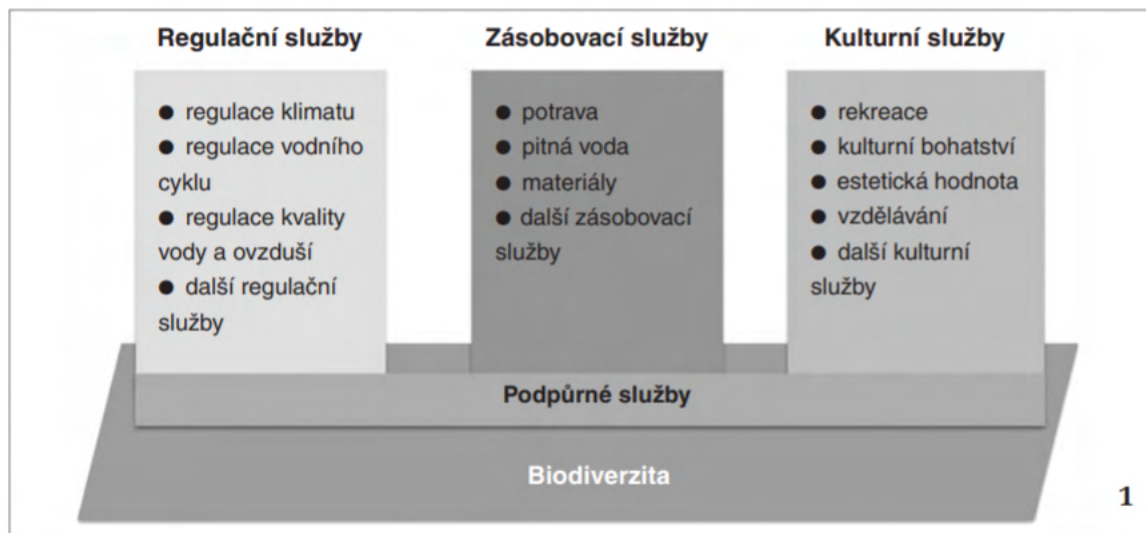 Regulační služby
● regulace klimatu
● regulace vodního
cyklu
● regulace kvality
vody a ovzduší
● další regulační
služby
Zásobovací služby
● potrava
● pitná voda
● materiály
● další zásobovací
služby
Kulturní služby
● rekreace
● kulturní bohatství
● estetická hodnota
● vzdělávání
● další kulturní
služby
Podpůrné služby
Biodiverzita
1